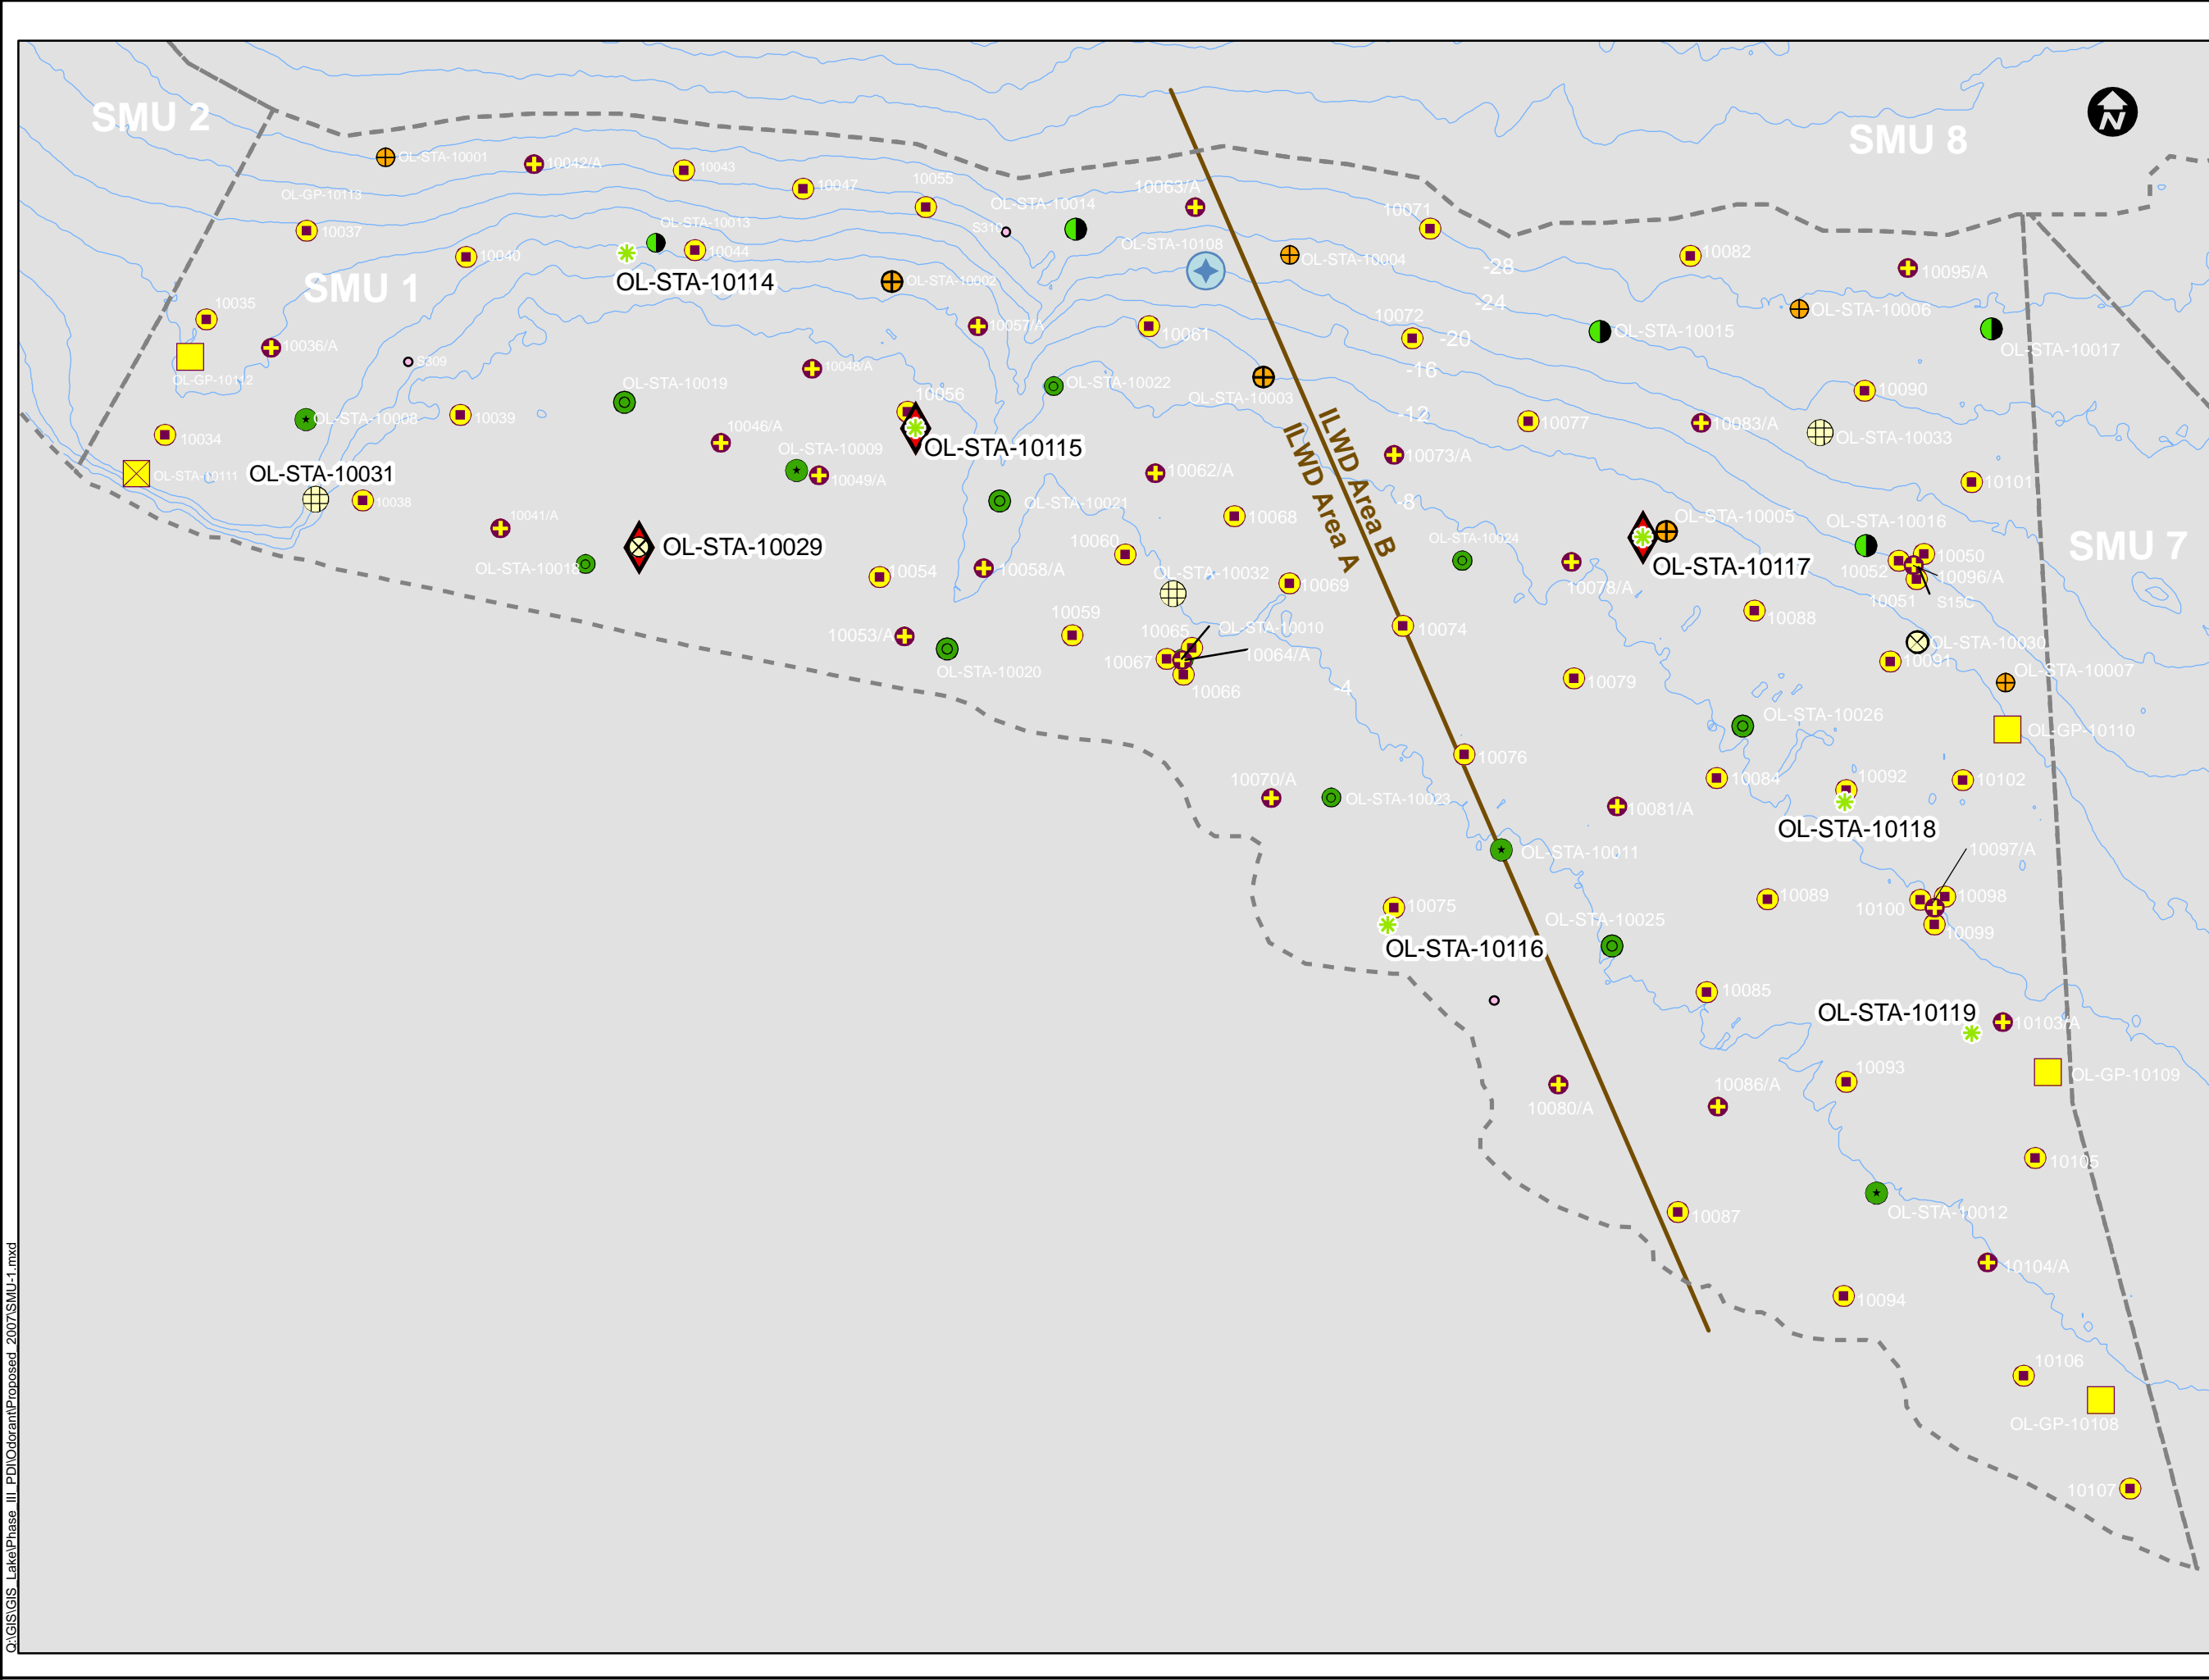 SMU 2
SMU 8
N
OL-STA-10001
10042/A
10043
10047
10055
10063/A
OL-GP-10113
OL-STA-10014
10071
10037
OL-STA-10013
S310
OL-STA-10108
10044
10040
OL-STA-10004
10082
10095/A
-28
SMU 1
OL-STA-10114
OL-STA-10002
-24
OL-STA-10006
10035
10057/A
10061
10072
-20
OL-STA-10015
OL-STA-10017
10036/A
S309
10048/A
-16
OL-GP-10112
OL-STA-10019
OL-STA-10022
OL-STA-10003
10090
10056
-12
OL-STA-10008
10039
10077
10083/A
OL-STA-10033
10034
10046/A
OL-STA-10009
OL-STA-10115
ILWD Area B
ILWD Area A
10073/A
OL-STA-10111
OL-STA-10031
10049/A
10062/A
10101
10038
OL-STA-10021
-8
10041/A
10068
OL-STA-10005
OL-STA-10016
OL-STA-10029
10060
OL-STA-10024
SMU 7
OL-STA-10018
10054
10058/A
OL-STA-10032
OL-STA-10117
10052
10050
10096/A
10069
10078/A
10051
S15C
10059
10053/A
10065
OL-STA-10010
10074
10088
OL-STA-10030
10067
10064/A
10091
OL-STA-10020
10066
-4
10079
OL-STA-10007
OL-STA-10026
OL-GP-10110
10076
10084
10092
10102
10070/A
OL-STA-10023
10081/A
OL-STA-10118
OL-STA-10011
10097/A
10075
10089
10100
10098
OL-STA-10025
10099
OL-STA-10116
10085
OL-STA-10119
10103/A
10093
OL-GP-10109
10086/A
10080/A
10105
10087
OL-STA-10012
10104/A
10094
10106
OL-GP-10108
10107
Q:\GIS\GIS_Lake\Phase_III_PDI\Odorant\Proposed_2007\SMU-1.mxd